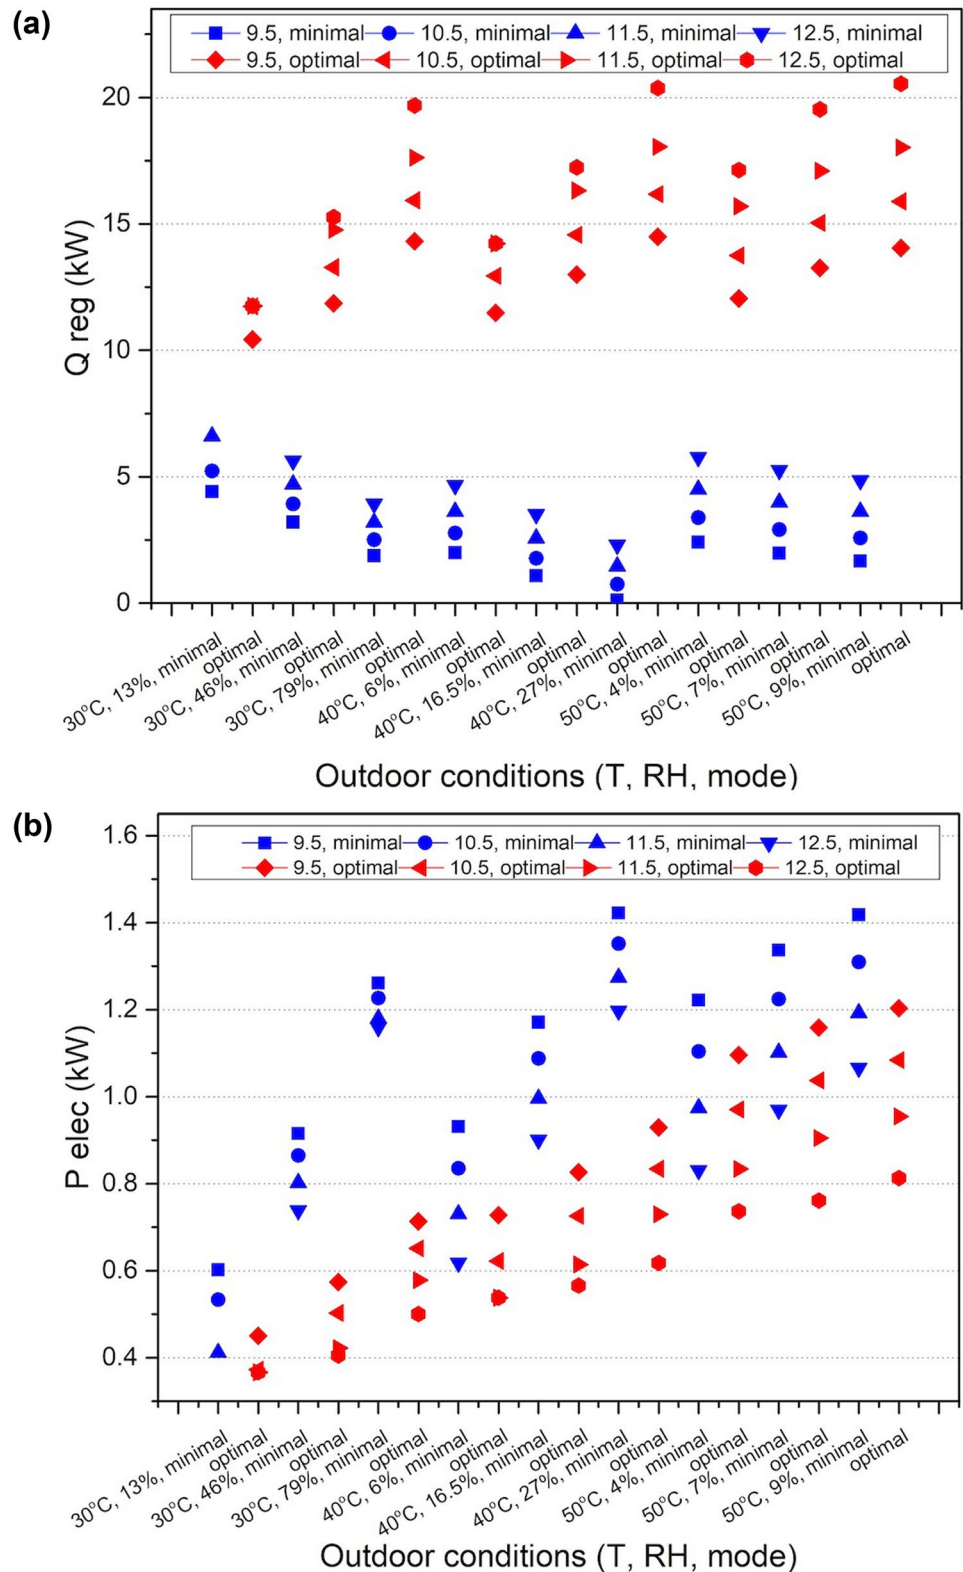 (a)
9.5, minimal 10.5, minimal 11.5, minimal 12.5, minimal
9.5, optimal 10.5, optimal 11.5, optimal 12.5, optimal
20
15
10
5
0
Q reg (kW)
30°C, 13%, minimal
optimal
30°C, 46%, minimal
optimal
30°C, 79%, minimal
optimal
40°C, 6%, minimal
optimal
40°C, 16.5%, minimal
optimal
40°C, 27%, minimal
optimal
50°C, 4%, minimal
optimal
50°C, 7%, minimal
optimal
50°C, 9%, minimal
optimal
Outdoor conditions (T, RH, mode)
(b)
9.5, minimal 10.5, minimal 11.5, minimal 12.5, minimal
9.5, optimal 10.5, optimal 11.5, optimal 12.5, optimal
1.6
1.4
1.2
1.0
0.8
0.6
0.4
P elec (kW)
30°C, 13%, minimal
optimal
30°C, 46%, minimal
optimal
30°C, 79%, minimal
optimal
40°C, 6%, minimal
optimal
40°C, 16.5%, minimal
optimal
40°C, 27%, minimal
optimal
50°C, 4%, minimal
optimal
50°C, 7%, minimal
optimal
50°C, 9%, minimal
optimal
Outdoor conditions (T, RH, mode)